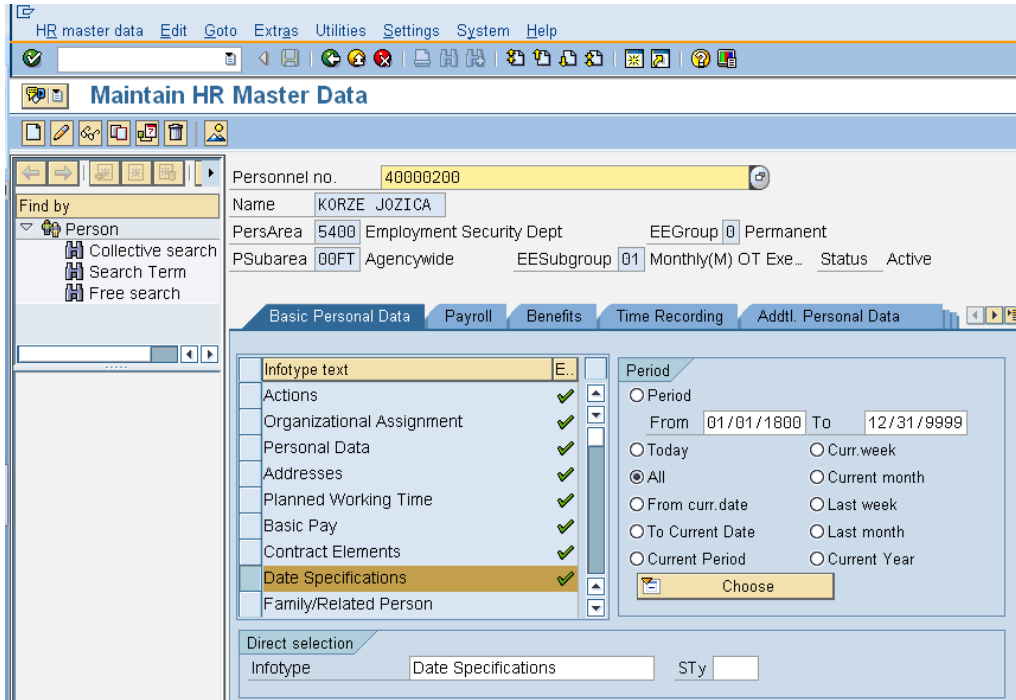 HR master data Edit Goto Extras Utilities Settings System Help
Maintain HR Master Data
Find by
Person
Collective search
Search Term
Free search
Personnel no. 40000200
Name KORZE JOZICA
PersArea 5400 Employment Security Dept EEGroup 0 Permanent
PSubarea 00FT Agencywide EESubgroup 01 Monthly(M) OT Exe… Status Active
Basic Personal Data Payroll Benefits Time Recording Addtl. Personal Data
Infotype text E..
Actions
Organizational Assignment
Personal Data
Addresses
Planned Working Time
Basic Pay
Contract Elements
Date Specifications
Family/Related Person
Period
Period
From 01/01/1800 To 12/31/9999
Today Curr.week
All Current month
From curr.date Last week
To Current Date Last month
Current Period Current Year
Choose
Direct selection
Infotype Date Specifications STy